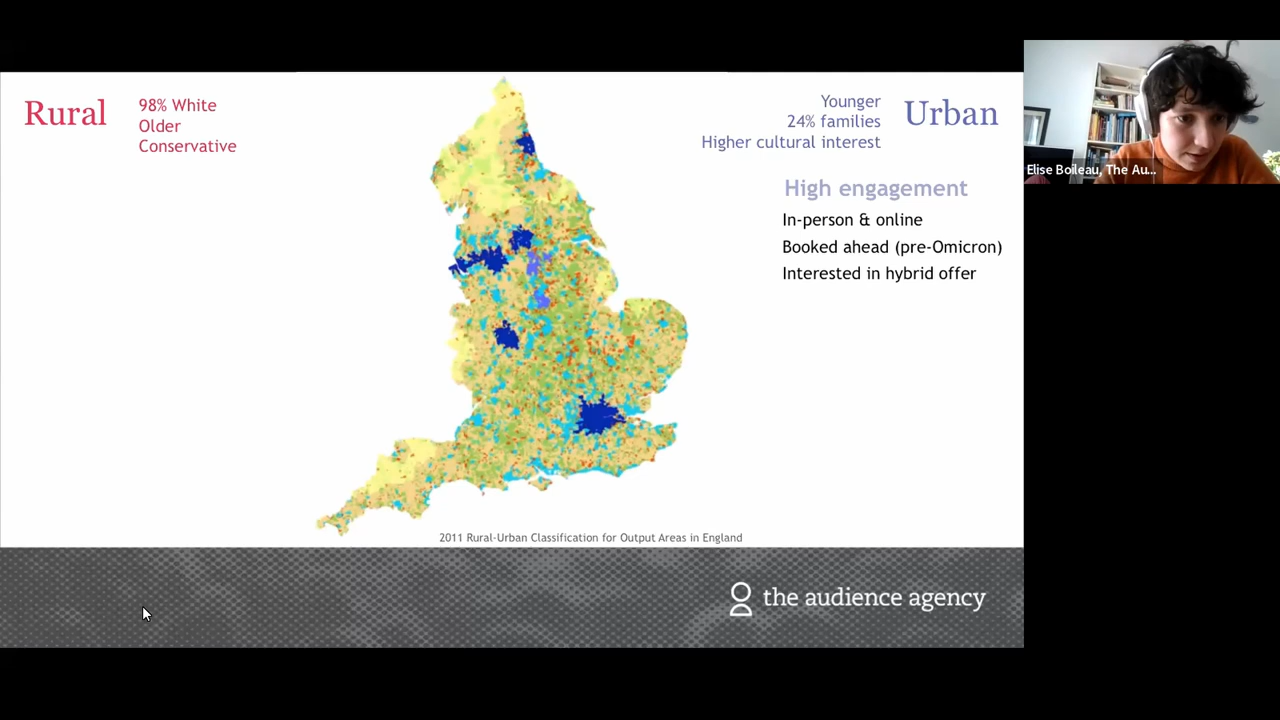 Rural
98% White
Older
Conservative
Younger
24% families
Higher cultural interest
Urban
High engagement
In-person & online
Booked ahead (pre-Omicron)
Interested in hybrid offer
2011 Rural-Urban Classification for Output Areas in England
the audience agency
Elise Boileau, The Au...